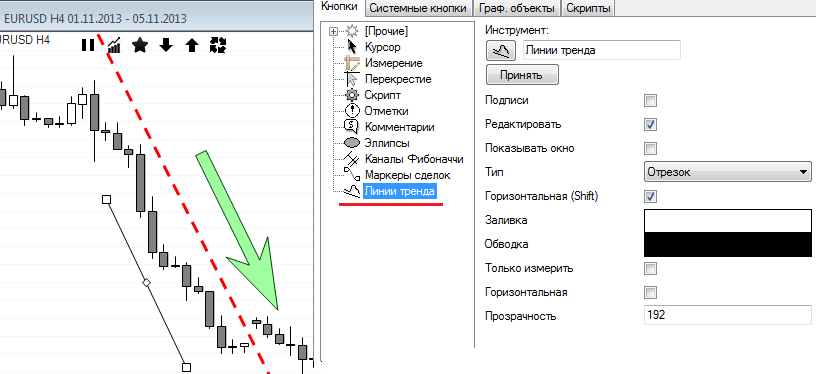 EURUSD H4 01.11.2013 - 05.11.2013
URUSD H4
Кнопки
Системные кнопки
Граф. объекты
Скрипты
[Прочие]
Курсор
Измерение
Перекрестие
Скрипт
Отметки
Комментарии
Эллипсы
Каналы Фибоначчи
Маркеры сделок
Линии тренда
Инструмент:
Линии тренда
Принять
Подписи
Редактировать
Показывать окно
Тип
Отрезок
Горизонтальная (Shift)
Заливка
Обводка
Только измерить
Горизонтальная
Прозрачность
192